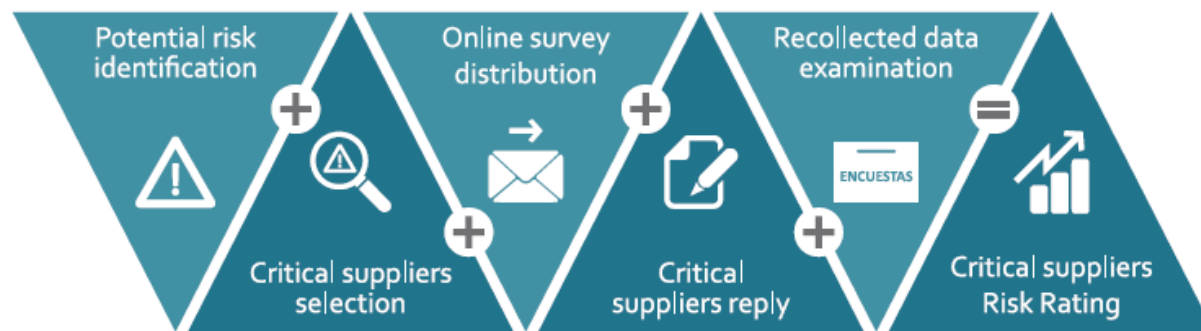 Potential risk
identification
+
Critical suppliers
selection
+
Online survey
distribution
+
Critical
suppliers reply
+
Recollected data
examination
ENCUESTAS
=
Critical suppliers
Risk Rating